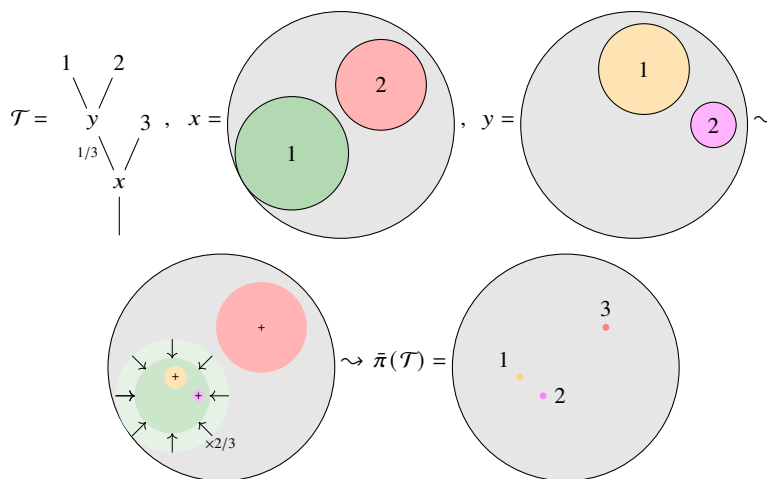 1 2
𝒯 = y 3 , x = 1 2 , y = 1 2 ⤳
1/3
x
×2/3
⤳ π̄(𝒯) = 1 2 3